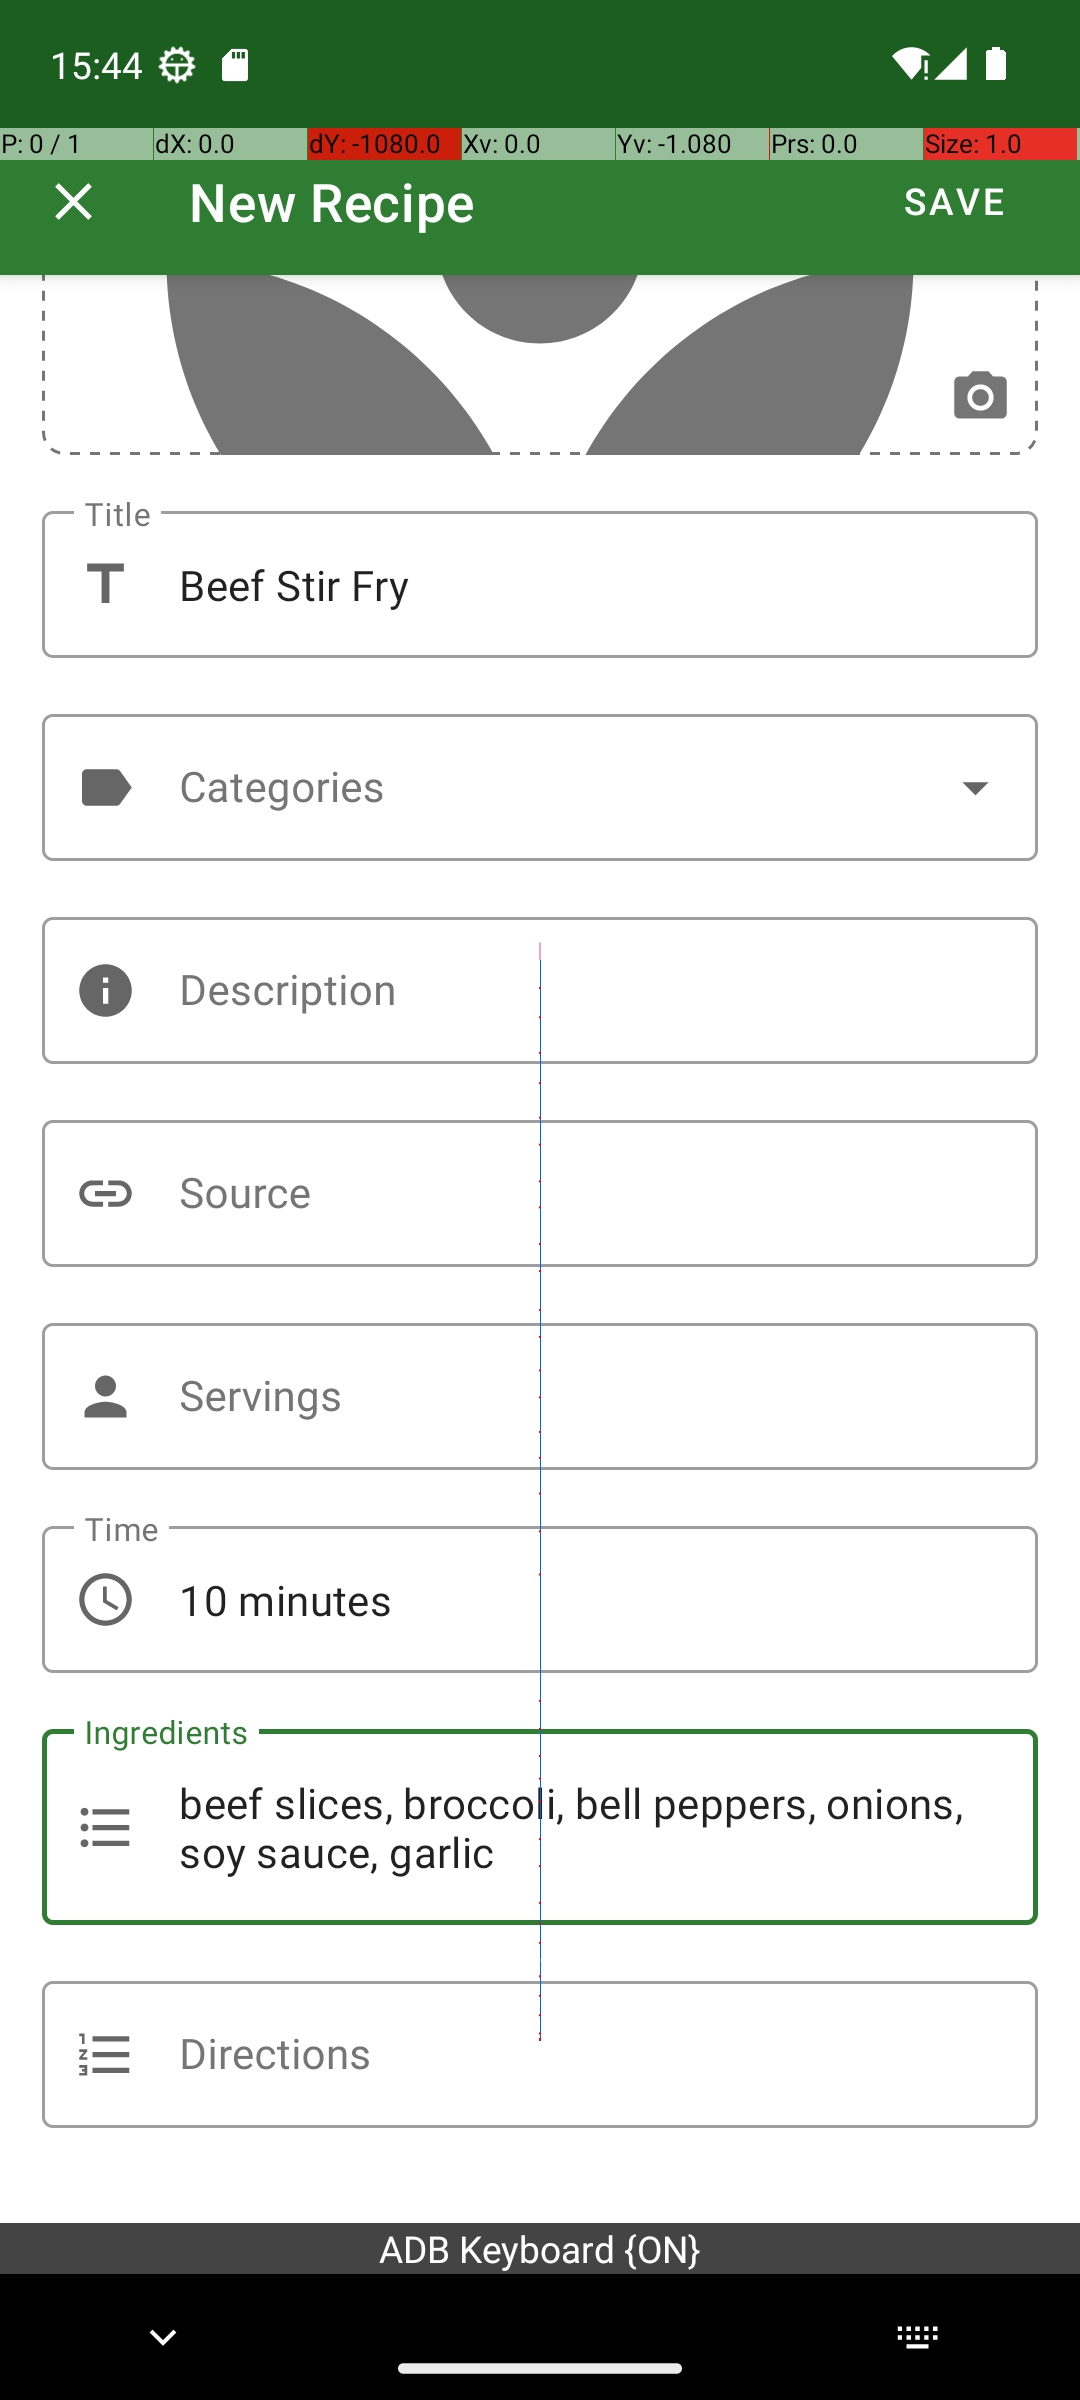 15:44
P: 0 / 1 dX: 0.0 dY: -1080.0 Xv: 0.0 Yv: -1.080 Prs: 0.0 Size: 1.0
New Recipe SAVE
Title
Beef Stir Fry
Categories
Description
Source
Servings
Time
10 minutes
Ingredients
beef slices, broccoli, bell peppers, onions,
soy sauce, garlic
Directions
ADB Keyboard {ON}